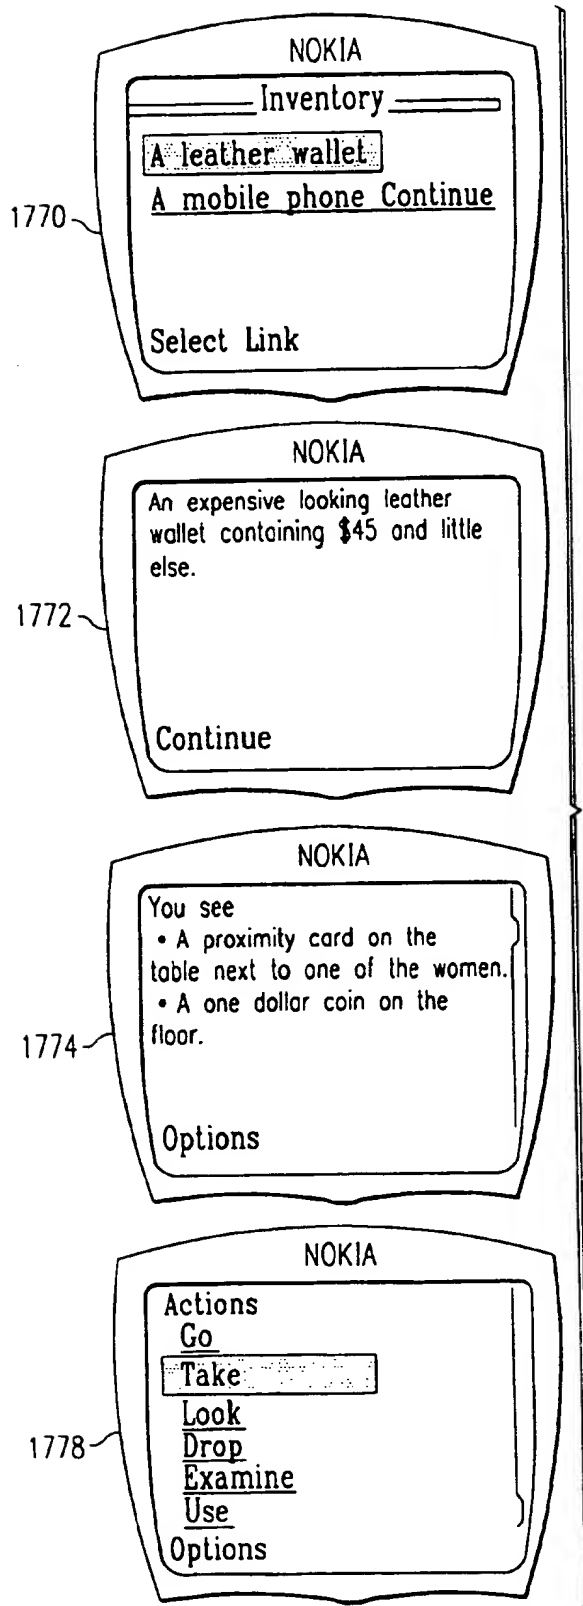 NOKIA
Inventory
A leather wallet
A mobile phone Continue
1770
Select Link
NOKIA
An expensive looking leather
wallet containing $45 and little
else.
1772
Continue
NOKIA
You see
• A proximity card on the
table next to one of the women.
• A one dollar coin on the
floor.
1774
Options
NOKIA
Actions
Go
Take
Look
Drop
1778
Examine
Use
Options